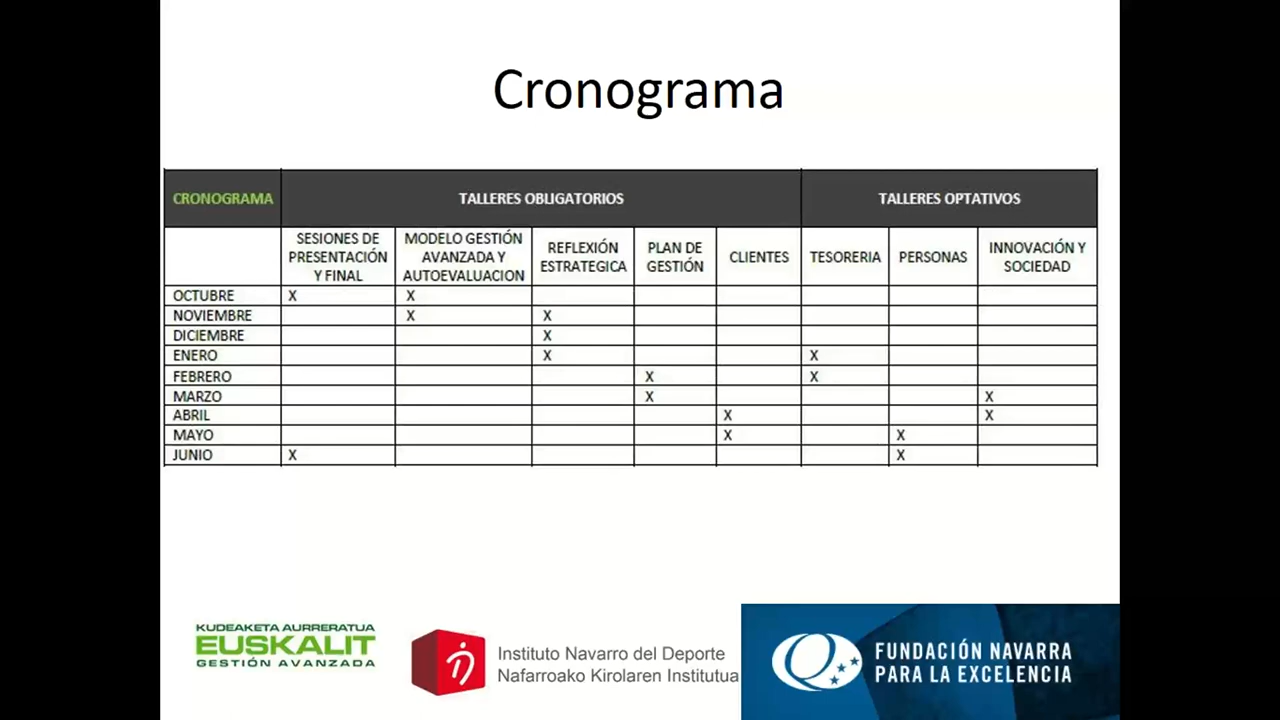 Cronograma
CRONOGRAMA TALLERES OBLIGATORIOS TALLERES OPTATIVOS
SESIONES DE PRESENTACIÓN Y FINAL
MODELO GESTIÓN AVANZADA Y AUTOEVALUACION
REFLEXIÓN ESTRATEGICA
PLAN DE GESTIÓN
CLIENTES
TESORERIA
PERSONAS
INNOVACIÓN Y SOCIEDAD
OCTUBRE X X
NOVIEMBRE X X
DICIEMBRE X
ENERO X X
FEBRERO X X
MARZO X X
ABRIL X X
MAYO X X
JUNIO X X
KUDEAKETA AURRERATUA
EUSKALIT
GESTIÓN AVANZADA
Instituto Navarro del Deporte
Nafarroako Kirolaren Institutua
FUNDACIÓN NAVARRA
PARA LA EXCELENCIA